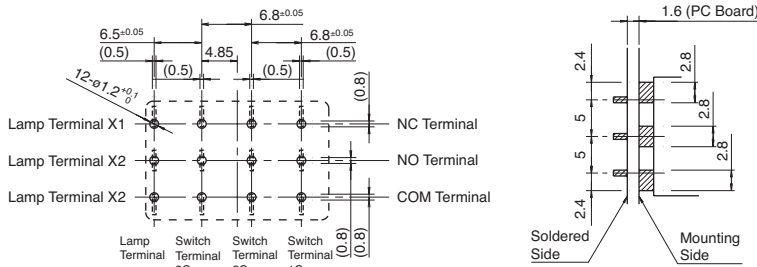 6.8±0.05
1.6 (PC Board)
6.5±0.05
6.8±0.05
(0.5)
4.85
(0.5)
(0.5)
(0.5)
(0.8)
12-ø1.2+0.1 0
2.4
2.8
Lamp Terminal X1
NC Terminal
5
2.8
Lamp Terminal X2
NO Terminal
5
2.8
Lamp Terminal X2
COM Terminal
2.4
(0.8)
(0.8)
Lamp Terminal
Switch Terminal
Switch Terminal
Switch Terminal
Soldered Side
Mounting Side